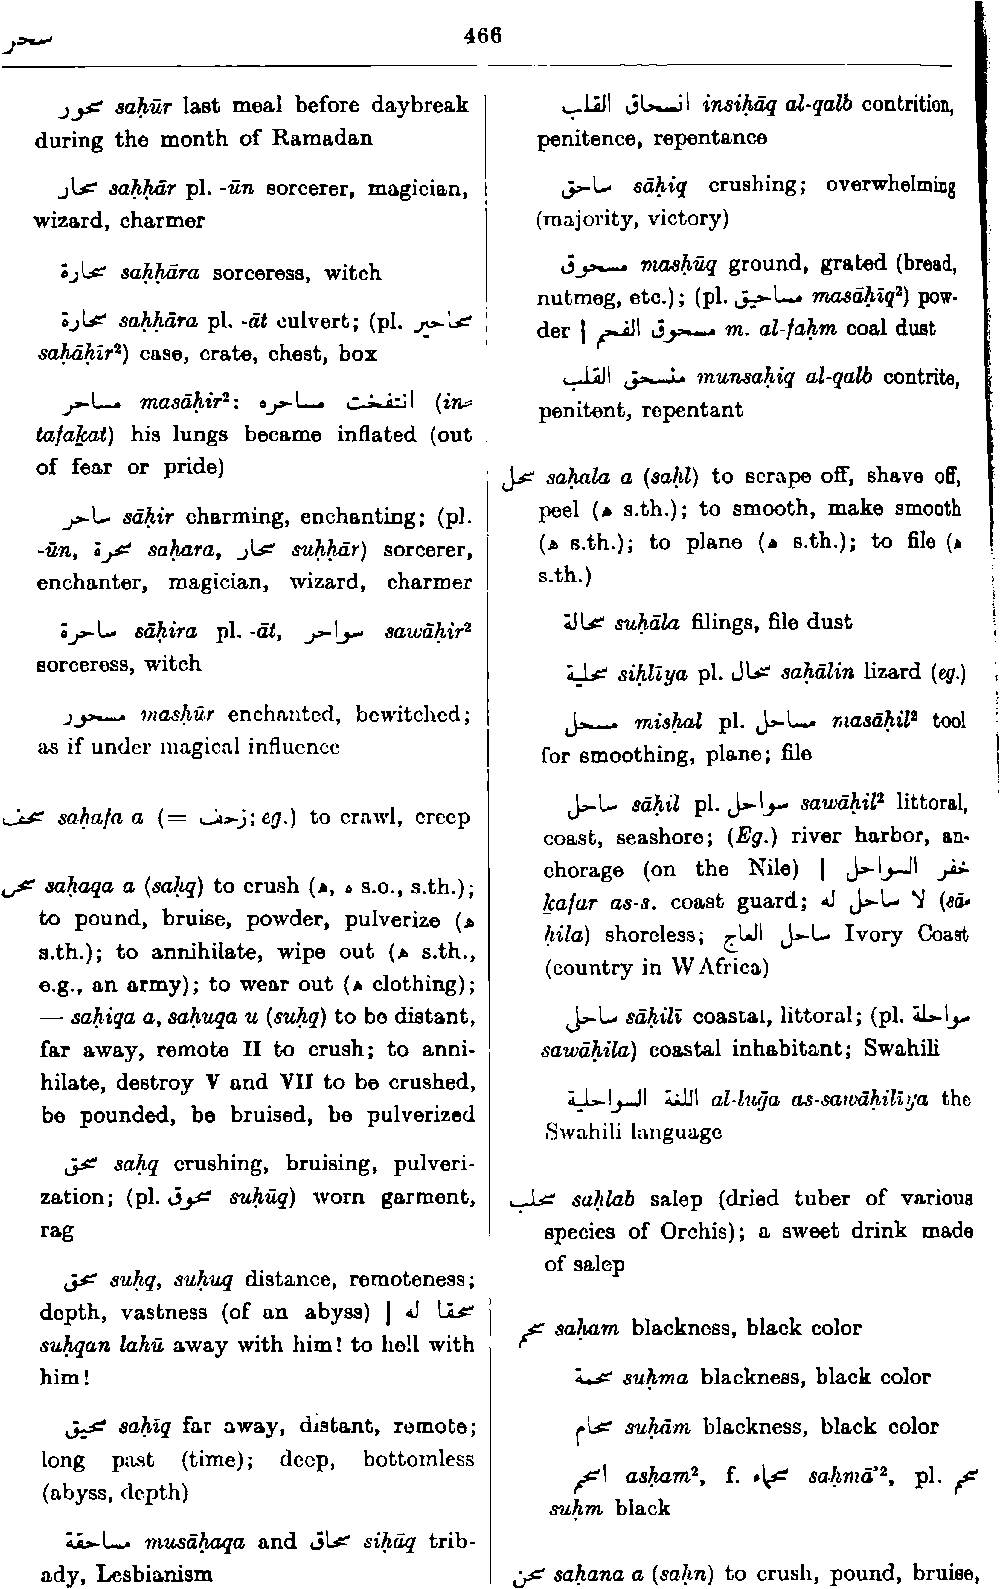 سحر
466
سحور saḥūr last meal before daybreak
during the month of Ramadan
سحار saḥḥār pl. -ūn sorcerer, magician,
wizard, charmer
سحارة saḥḥāra sorceress, witch
سحارة saḥḥāra pl. -āt culvert; (pl. سحاحير
saḥāḥīr²) case, crate, chest, box
مساحر masāḥir²: انتفخت مساحره (in-
tafaḵat) his lungs became inflated (out
of fear or pride)
ساحر sāḥir charming, enchanting; (pl.
-ūn, سحرة saḥara, سحار suḥḥār) sorcerer,
enchanter, magician, wizard, charmer
ساحرة sāḥira pl. -āt, سواحر sawāḥir²
sorceress, witch
مسحور masḥūr enchanted, bewitched;
as if under magical influence
سحف saḥafa a (= زحف; eg.) to crawl, creep
سحق saḥaqa a (saḥq) to crush (ه, ه s.o., s.th.);
to pound, bruise, powder, pulverize (ه
s.th.); to annihilate, wipe out (ه s.th.,
e.g., an army); to wear out (ه clothing);
— saḥiqa a, saḥuqa u (suḥq) to be distant,
far away, remote II to crush; to anni-
hilate, destroy V and VII to be crushed,
be pounded, be bruised, be pulverized
سحق saḥq crushing, bruising, pulveri-
zation; (pl. سحوق suḥūq) worn garment,
rag
سحق suḥq, suḥuq distance, remoteness;
depth, vastness (of an abyss) | سحقا له
suḥqan lahū away with him! to hell with
him!
سحيق saḥīq far away, distant, remote;
long past (time); deep, bottomless
(abyss, depth)
مساحقة musāḥaqa and سحاق siḥāq trib-
ady, Lesbianism
انسحاق القلب insiḥāq al-qalb contrition,
penitence, repentance
ساحق sāḥiq crushing; overwhelming
(majority, victory)
مسحوق masḥūq ground, grated (bread,
nutmeg, etc.); (pl. مساحيق masāḥīq²) pow-
der | مسحوق الفحم m. al-faḥm coal dust
منسحق القلب munsaḥiq al-qalb contrite,
penitent, repentant
سحل saḥala a (saḥl) to scrape off, shave off,
peel (ه s.th.); to smooth, make smooth
(ه s.th.); to plane (ه s.th.); to file (ه
s.th.)
سحالة suḥāla filings, file dust
سحلية siḥlīya pl. سحال saḥālin lizard (eg.)
مسحل misḥal pl. مساحل masāḥil² tool
for smoothing, plane; file
ساحل sāḥil pl. سواحل sawāḥil² littoral,
coast, seashore; (Eg.) river harbor, an-
chorage (on the Nile) | خفر السواحل
ḵafar as-s. coast guard; لا ساحل له (sā-
ḥila) shoreless; ساحل العاج Ivory Coast
(country in W Africa)
ساحلي sāḥilī coastal, littoral; (pl. سواحلة
sawāḥila) coastal inhabitant; Swahili
اللغة السواحلية al-luḡa as-sawāḥilīya the
Swahili language
سحلب saḥlab salep (dried tuber of various
species of Orchis); a sweet drink made
of salep
سحم saḥam blackness, black color
سحمة suḥma blackness, black color
سحام suḥām blackness, black color
اسحم asḥam², f. سحماء saḥmā'², pl. سحم
suḥm black
سحن saḥana a (saḥn) to crush, pound, bruise,